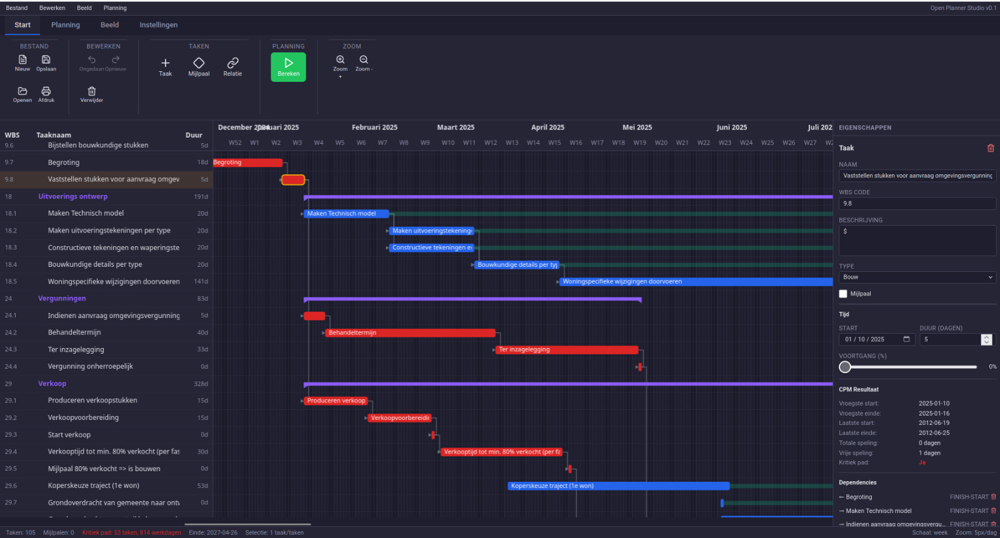 Bestand Bewerken Beeld Planning Open Planner Studio v0.1
Start Planning Beeld Instellingen
BESTAND BEWERKEN TAKEN PLANNING ZOOM
Nieuw Opslaan Ongedaan Opnieuw Taak Mijlpaal Relatie Bereken Zoom + Zoom -
Openen Afdruk Verwijder
WBS Taaknaam Duur
December 2024 Januari 2025 Februari 2025 Maart 2025 April 2025 Mei 2025 Juni 2025 Juli 202
W52 W1 W2 W3 W4 W5 W6 W7 W8 W9 W10 W11 W12 W13 W14 W15 W16 W17 W18 W19 W20 W21 W22 W23 W24 W25 W26 W27 W2
9.6 Bijstellen bouwkundige stukken 5d
9.7 Begroting 18d Begroting
9.8 Vaststellen stukken voor aanvraag omgev 5d
18 Uitvoerings ontwerp 191d
18.1 Maken Technisch model 20d Maken Technisch model
18.2 Maken uitvoeringstekeningen per type 20d Maken uitvoeringstekening
18.3 Constructieve tekeningen en waperingste 20d Constructieve tekeningen e
18.4 Bouwkundige details per type 20d Bouwkundige details per ty
18.5 Woningspecifieke wijzigingen doorvoeren 141d Woningspecifieke wijzigingen doorvoeren
24 Vergunningen 83d
24.1 Indienen aanvraag omgevingsvergunning 5d
24.2 Behandeltermijn 40d Behandeltermijn
24.3 Ter inzagelegging 33d Ter inzagelegging
24.4 Vergunning onherroepelijk 0d
29 Verkoop 328d
29.1 Produceren verkoopstukken 15d Produceren verkoop
29.2 Verkoopvoorbereiding 15d Verkoopvoorbereidin
29.3 Start verkoop 0d
29.4 Verkooptijd tot min. 80% verkocht (per fas 30d Verkooptijd tot min. 80% verkocht (per fa
29.5 Mijlpaal 80% verkocht => is bouwen 0d
29.6 Koperskeuze traject (1e won) 53d Koperskeuze traject (1e won)
29.7 Grondoverdracht van gemeente naar ont 0d
EIGENSCHAPPEN
Taak
NAAM
Vaststellen stukken voor aanvraag omgevingsvergunning
WBS CODE
9.8
BESCHRIJVING
$
TYPE
Bouw
Mijlpaal
Tijd
START DUUR (DAGEN)
01 / 10 / 2025 5
VOORTGANG (%)
0%
CPM Resultaat
Vroegste start: 2025-01-10
Vroegste einde: 2025-01-16
Laatste start: 2012-06-19
Laatste einde: 2012-06-25
Totale speling: 0 dagen
Vrije speling: 1 dagen
Kritiek pad: Ja
Dependencies
← Begroting FINISH-START
→ Maken Technisch model FINISH-START
→ Indienen aanvraag omgevingsvergu... FINISH-START
Taken: 105 Mijlpalen: 0 Kritiek pad: 53 taken, 814 werkdagen Einde: 2027-04-26 Selectie: 1 taak/taken Schaal: week Zoom: 5px/dag